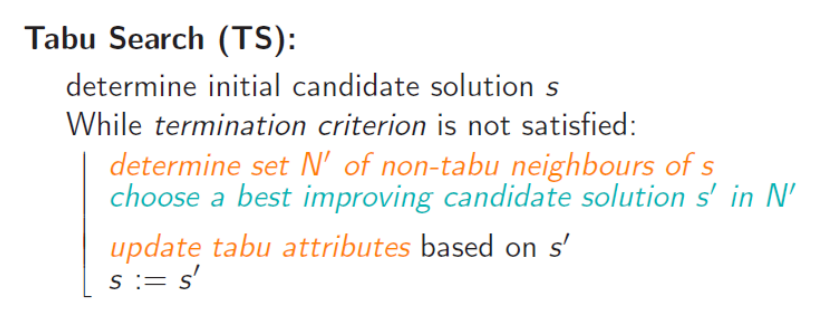 Tabu Search (TS):
determine initial candidate solution s
While termination criterion is not satisfied:
determine set N′ of non-tabu neighbours of s
choose a best improving candidate solution s′ in N′
update tabu attributes based on s′
s := s′